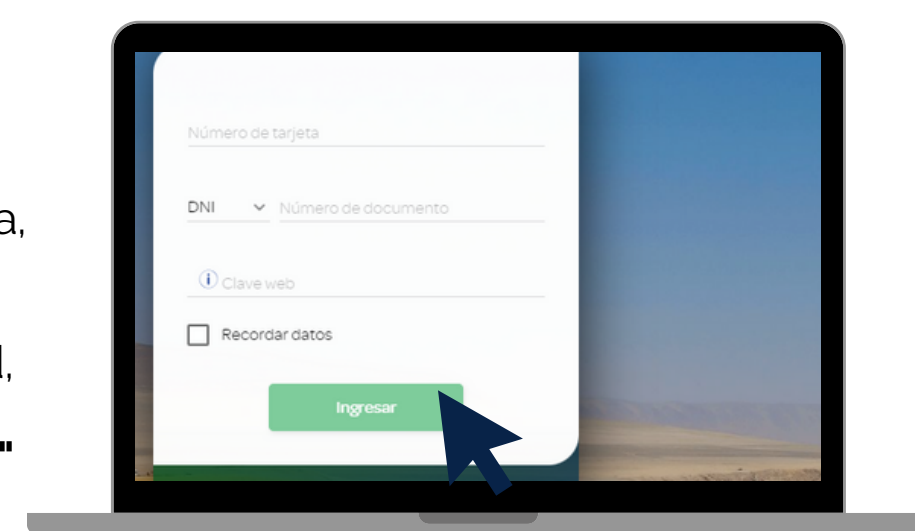 Número de tarjeta
DNI Número de documento
a,
i Clave web
Recordar datos
Ingresar
"